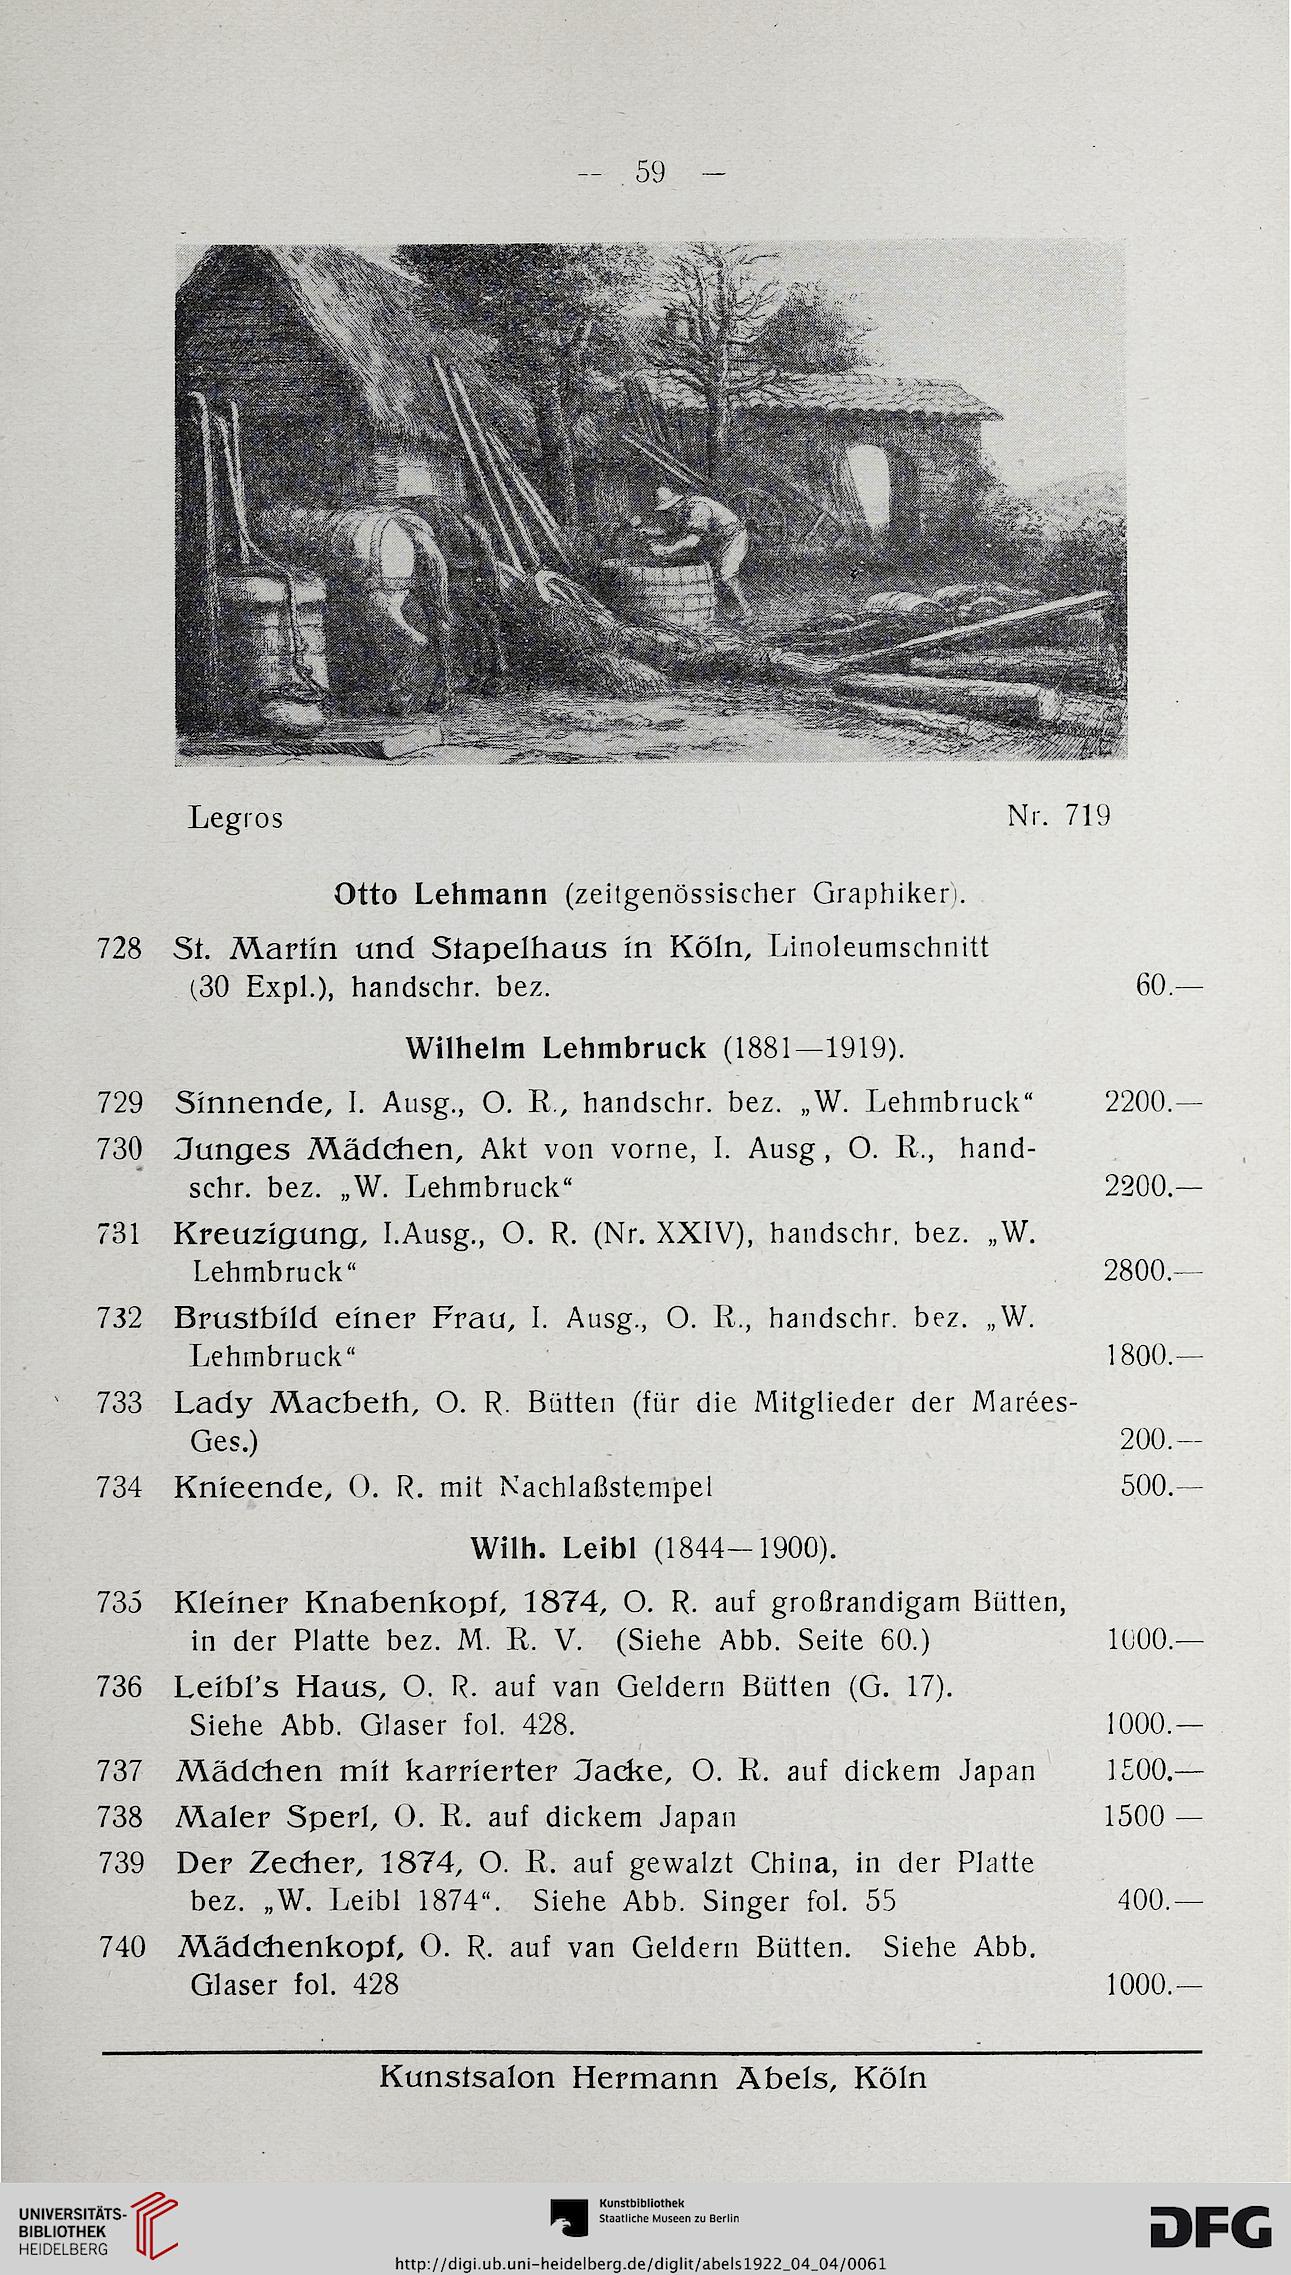 -- 59 —
Legros Nr. 719
Otto Lehmann (zeitgenössischer Graphiker).
728 St. Martin und Stapelhaus in Köln, Linoleumschnitt
(30 Expl.), handschr. bez. 60.—
Wilhelm Lehmbruck (1881—1919).
729 Sinnende, I. Ausg., O. R., handschr. bez. „W. Lehmbruck“ 2200.—
730 Junges Mädchen, Akt von vorne, I. Ausg, O. R., hand-
schr. bez. „W. Lehmbruck“ 2200.—
731 Kreuzigung, I.Ausg., O. R. (Nr. XXIV), handschr. bez. „W.
Lehmbruck“ 2800.—
732 Brustbild einer Frau, I. Ausg., O. R., handschr. bez. „W.
Lehmbruck“ 1800.—
733 Lady Macbeth, O. R. Bütten (für die Mitglieder der Marées-
Ges.) 200.—
734 Knieende, O. R. mit Nachlaßstempel 500.—
Wilh. Leibl (1844—1900).
735 Kleiner Knabenkopf, 1874, O. R. auf großrandigam Bütten,
in der Platte bez. M. R. V. (Siehe Abb. Seite 60.) 1000.—
736 Leibl's Haus, O. R. auf van Geldern Bütten (G. 17).
Siehe Abb. Glaser fol. 428. 1000.—
737 Mädchen mit karrierter Jacke, O. R. auf dickem Japan 1500.—
738 Maler Sperl, O. R. auf dickem Japan 1500 —
739 Der Zecher, 1874, O. R. auf gewalzt China, in der Platte
bez. „W. Leibl 1874“. Siehe Abb. Singer fol. 55 400.—
740 Mädchenkopf, O. R. auf van Geldern Bütten. Siehe Abb.
Glaser fol. 428 1000.—
Kunstsalon Hermann Abels, Köln
UNIVERSITÄTS-
BIBLIOTHEK
HEIDELBERG
Kunstbibliothek
Staatliche Museen zu Berlin
DFG
http://digi.ub.uni-heidelberg.de/diglit/abels1922_04_04/0061